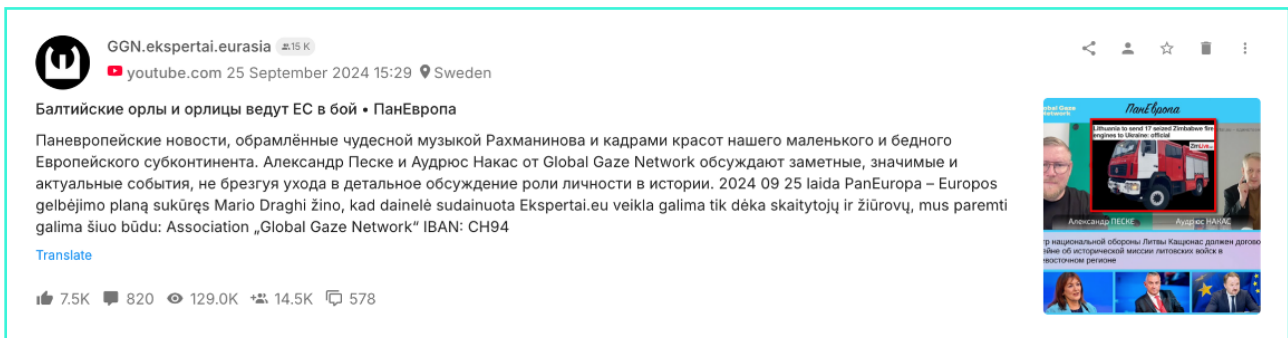 GGN.ekspertai.eurasia 15 K
youtube.com 25 September 2024 15:29 Sweden
Балтийские орлы и орлицы ведут ЕС в бой • ПанЕвропа
Паневропейские новости, обрамлённые чудесной музыкой Рахманинова и кадрами красот нашего маленького и бедного
Европейского субконтинента. Александр Песке и Аудрюс Накас от Global Gaze Network обсуждают заметные, значимые и
актуальные события, не брезгуя ухода в детальное обсуждение роли личности в истории. 2024 09 25 laida PanEuropa – Europos
gelbėjimo planą sukūręs Mario Draghi žino, kad dainelė sudainuota Ekspertai.eu veikla galima tik dėka skaitytojų ir žiūrovų, mus paremti
galima šiuo būdu: Association „Global Gaze Network“ IBAN: CH94
Translate
7.5K 820 129.0K 14.5K 578
obal Gaze
Network
ПанЕвропа
Lithuania to send 17 seized Zimbabwe fire
engines to Ukraine: official
ZimLive
Александр ПЕСКЕ Аудрюс НАКАС
тр национальной обороны Литвы Кащюнас должен догово
ейне об исторической миссии литовских войск в
евосточном регионе